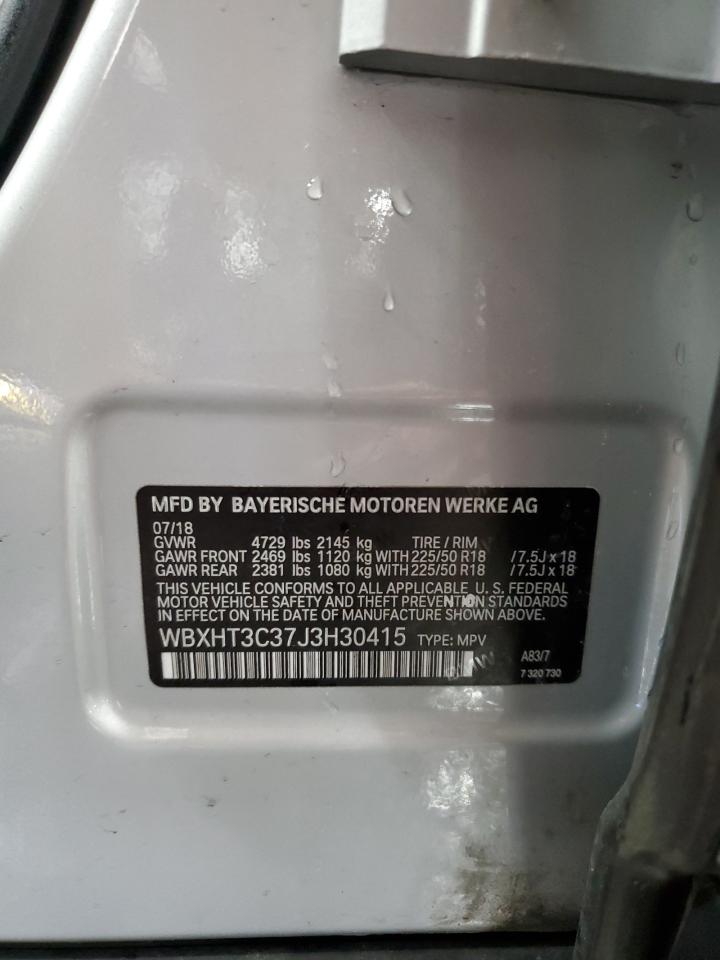 MFD BY BAYERISCHE MOTOREN WERKE AG
07/18
GVWR 4729 lbs 2145 kg TIRE / RIM
GAWR FRONT 2469 lbs 1120 kg WITH 225/50 R18 / 7.5J x 18
GAWR REAR 2381 lbs 1080 kg WITH 225/50 R18 / 7.5J x 18
THIS VEHICLE CONFORMS TO ALL APPLICABLE U. S. FEDERAL
MOTOR VEHICLE SAFETY AND THEFT PREVENTION STANDARDS
IN EFFECT ON THE DATE OF MANUFACTURE SHOWN ABOVE.
WBXHT3C37J3H30415 TYPE: MPV
A83/7
BMW
7 320 730